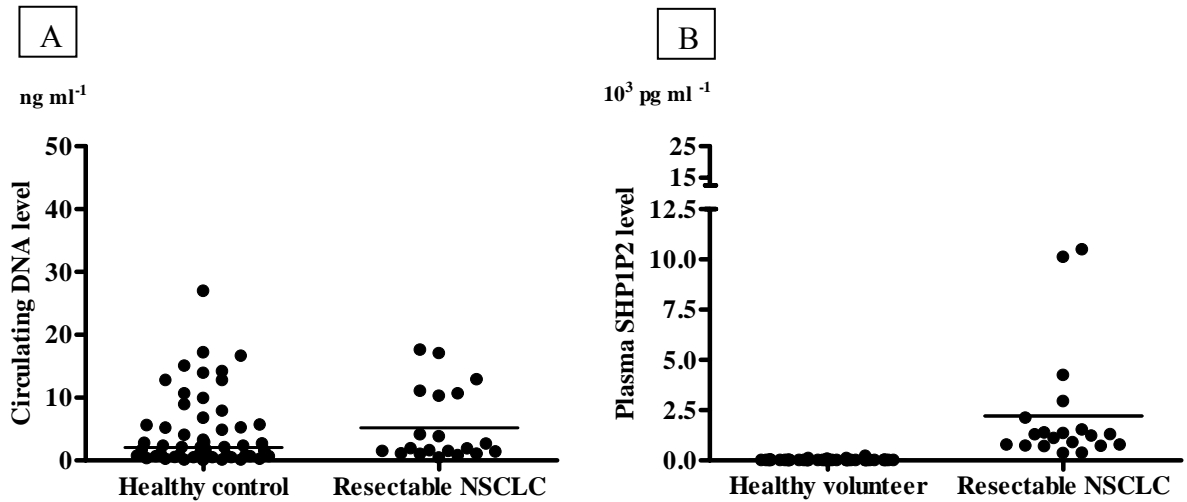 A
ng ml-1
Circulating DNA level
50
40
30
20
10
0
Healthy control
Resectable NSCLC
B
103 pg ml -1
Plasma SHP1P2 level
25
15
12.5
10.0
7.5
5.0
2.5
0.0
Healthy volunteer
Resectable NSCLC